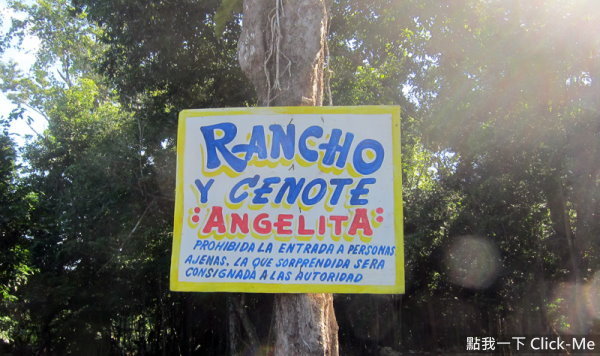 RANCHO
Y CENOTE
:ANGELITA:
PROHIBIDA LA ENTRADA A PERSONAS
AJENAS, LA QUE SORPRENDIDA SERA
CONSIGNADA A LAS AUTORIDAD
點我一下 Click-Me